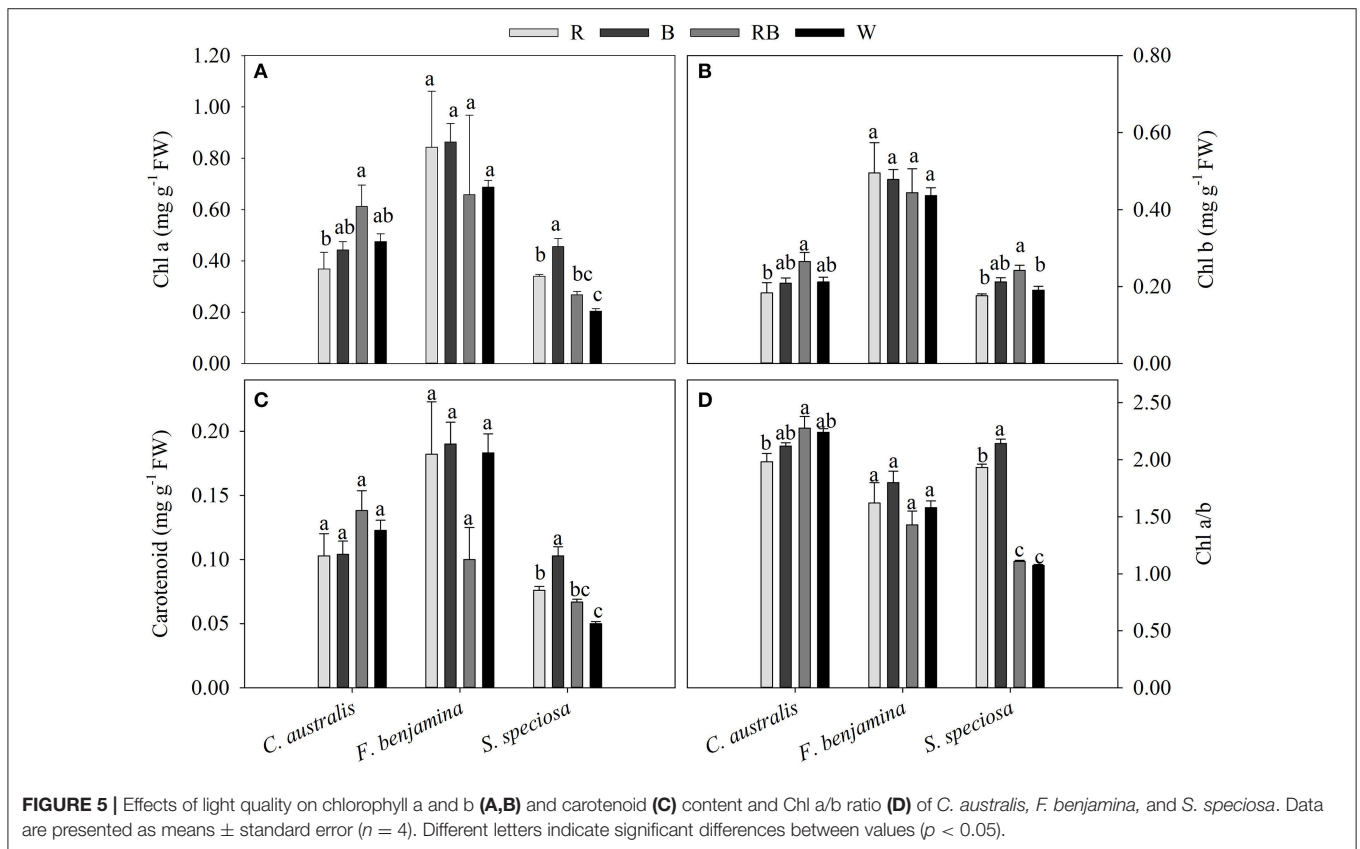 R B RB W
A
1.20
1.00
0.80
0.60
0.40
0.20
0.00
Chl a (mg g⁻¹ FW)
b ab a ab
a a a a
b a bc c
B
0.80
0.60
0.40
0.20
0.00
Chl b (mg g⁻¹ FW)
b ab a ab
a a a a
b ab a b
C
0.20
0.15
0.10
0.05
0.00
Carotenoid (mg g⁻¹ FW)
a a a a
a a a a
b a bc c
D
2.50
2.00
1.50
1.00
0.50
0.00
Chl a/b
b ab a ab
a a a a
b a c c
C. australis F. benjamina S. speciosa
C. australis F. benjamina S. speciosa
FIGURE 5 | Effects of light quality on chlorophyll a and b (A,B) and carotenoid (C) content and Chl a/b ratio (D) of C. australis, F. benjamina, and S. speciosa. Data
are presented as means ± standard error (n = 4). Different letters indicate significant differences between values (p < 0.05).